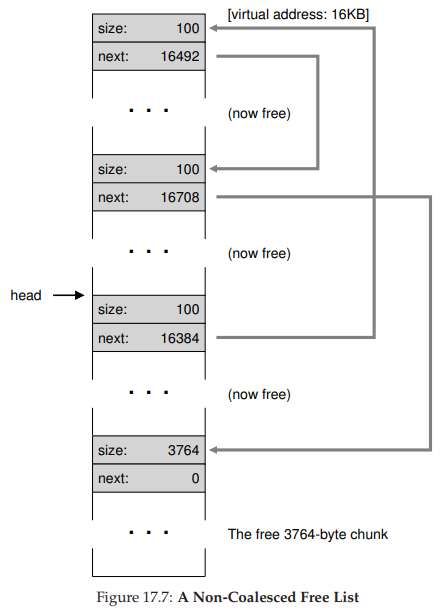 [virtual address: 16KB]
size: 100
next: 16492
. . .
(now free)
size: 100
next: 16708
. . .
(now free)
head
size: 100
next: 16384
. . .
(now free)
size: 3764
next: 0
. . .
The free 3764-byte chunk
Figure 17.7: A Non-Coalesced Free List